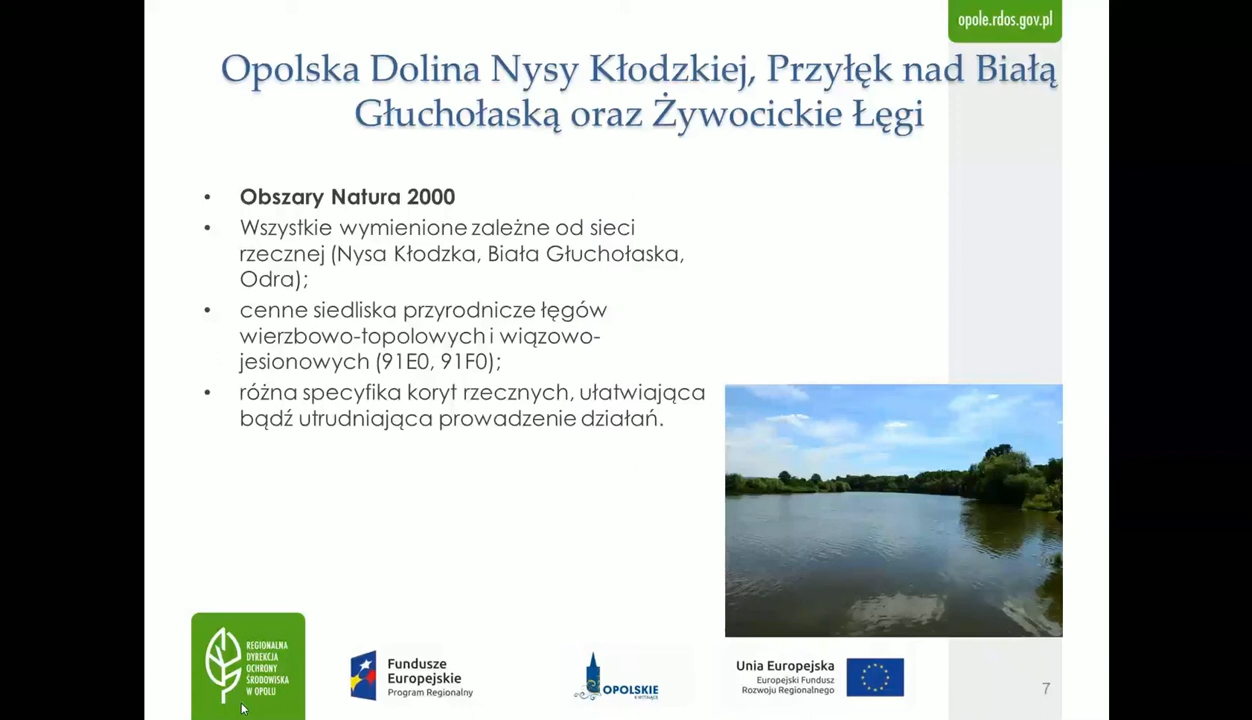 opole.rdos.gov.pl
Opolska Dolina Nysy Kłodzkiej, Przyłęk nad Białą
Głuchołaską oraz Żywocickie Łęgi
• Obszary Natura 2000
• Wszystkie wymienione zależne od sieci
rzecznej (Nysa Kłodzka, Biała Głuchołaska,
Odra);
• cenne siedliska przyrodnicze łęgów
wierzbowo-topolowych i wiązowo-
jesionowych (91E0, 91F0);
• różna specyfika koryt rzecznych, ułatwiająca
bądź utrudniająca prowadzenie działań.
REGIONALNA
DYREKCJA
OCHRONY
ŚRODOWISKA
W OPOLU
Fundusze
Europejskie
Program Regionalny
OPOLSKIE
Unia Europejska
Europejski Fundusz
Rozwoju Regionalnego
7